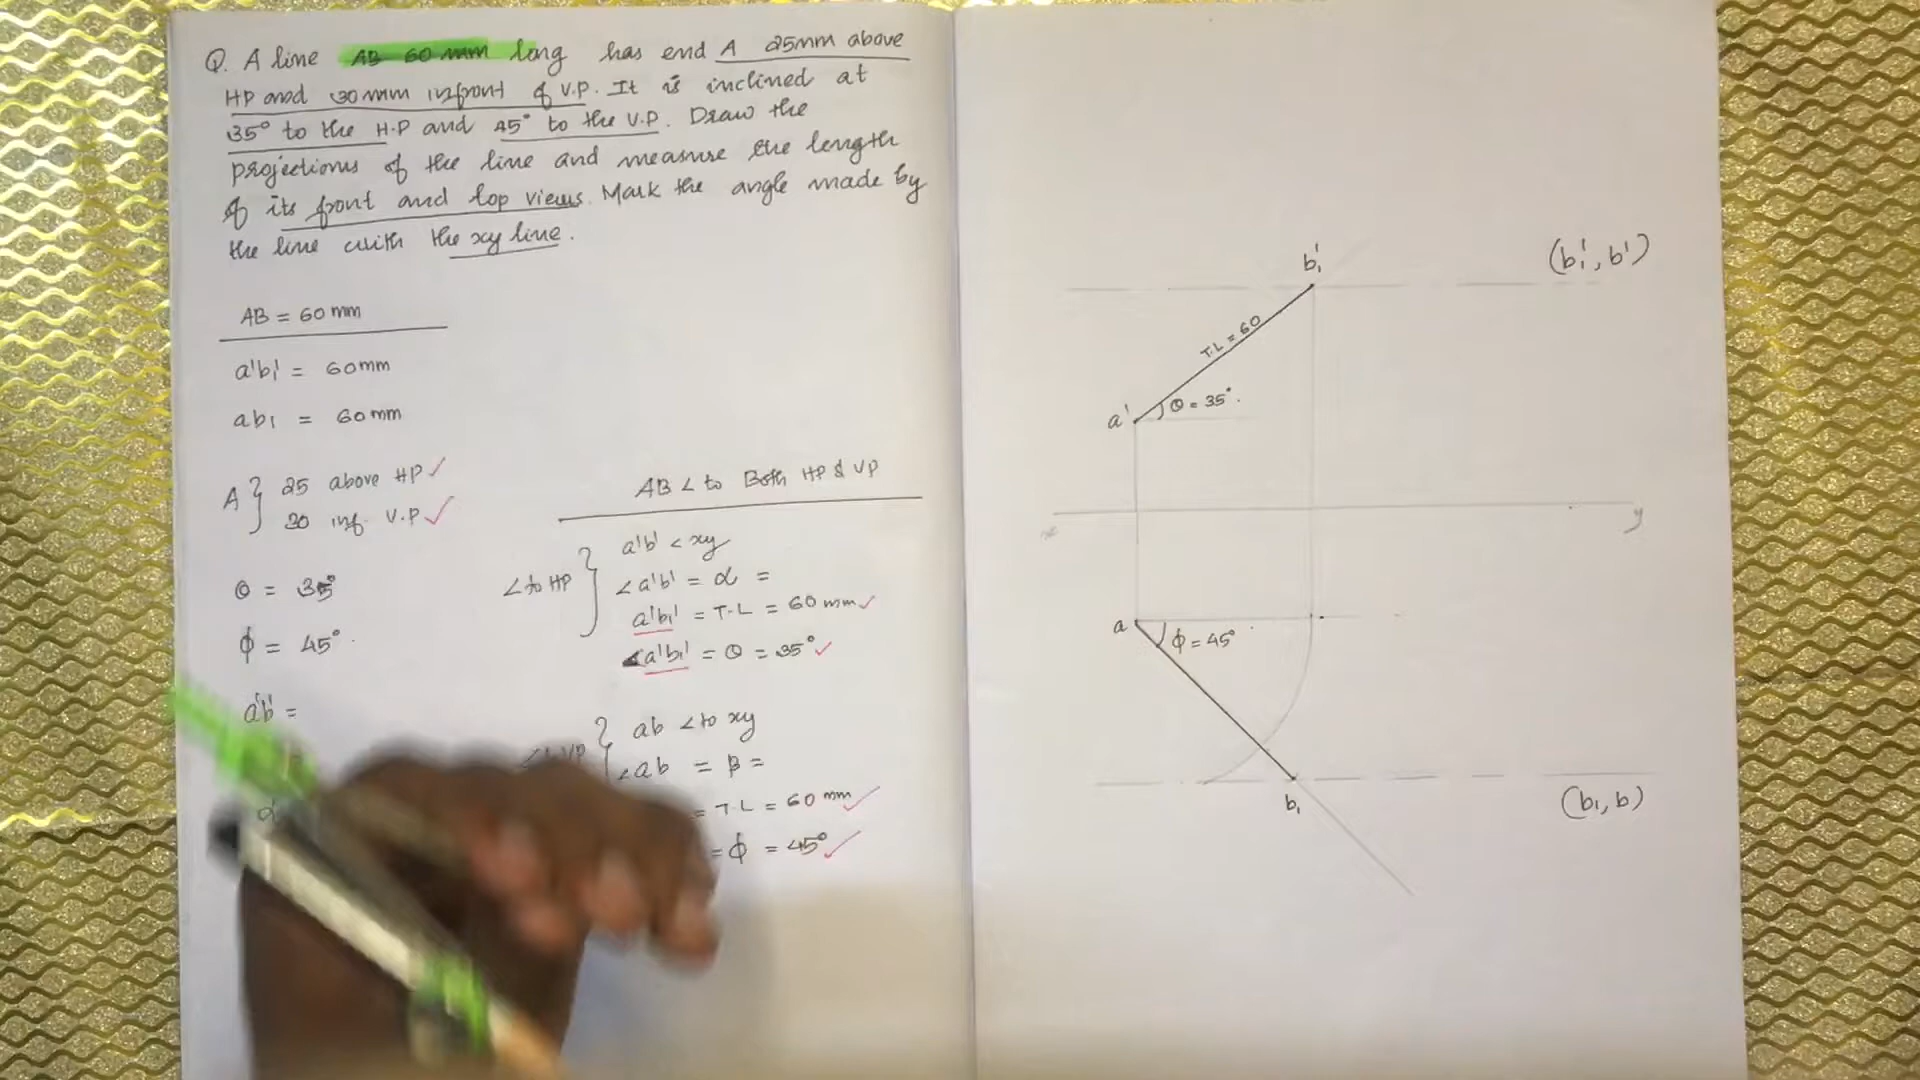 Q. A line AB 60 mm long has end A 25mm above
HP and 30 mm infront of V.P. It is inclined at
35° to the H.P and 45° to the V.P. Draw the
projections of the line and measure the length
of its front and top views. Mark the angle made by
the line with the xy line.
AB = 60 mm
a'b₁' = 60mm
ab₁ = 60 mm
A } 25 above HP ✓
30 inf. V.P ✓
θ = 35°
ϕ = 45°.
a'b' =
AB ∠ to Both HP & VP
∠ to HP } a'b' < xy
∠ a'b' = α =
a'b₁' = T.L = 60 mm ✓
∠a'b₁' = θ = 35° ✓
ab ∠ to xy
∠ab = β =
= T.L = 60 mm ✓
= ϕ = 45° ✓
b₁'
(b₁', b')
T.L = 60
a'
θ = 35°.
x
y
a
ϕ = 45°
b₁
(b₁, b)